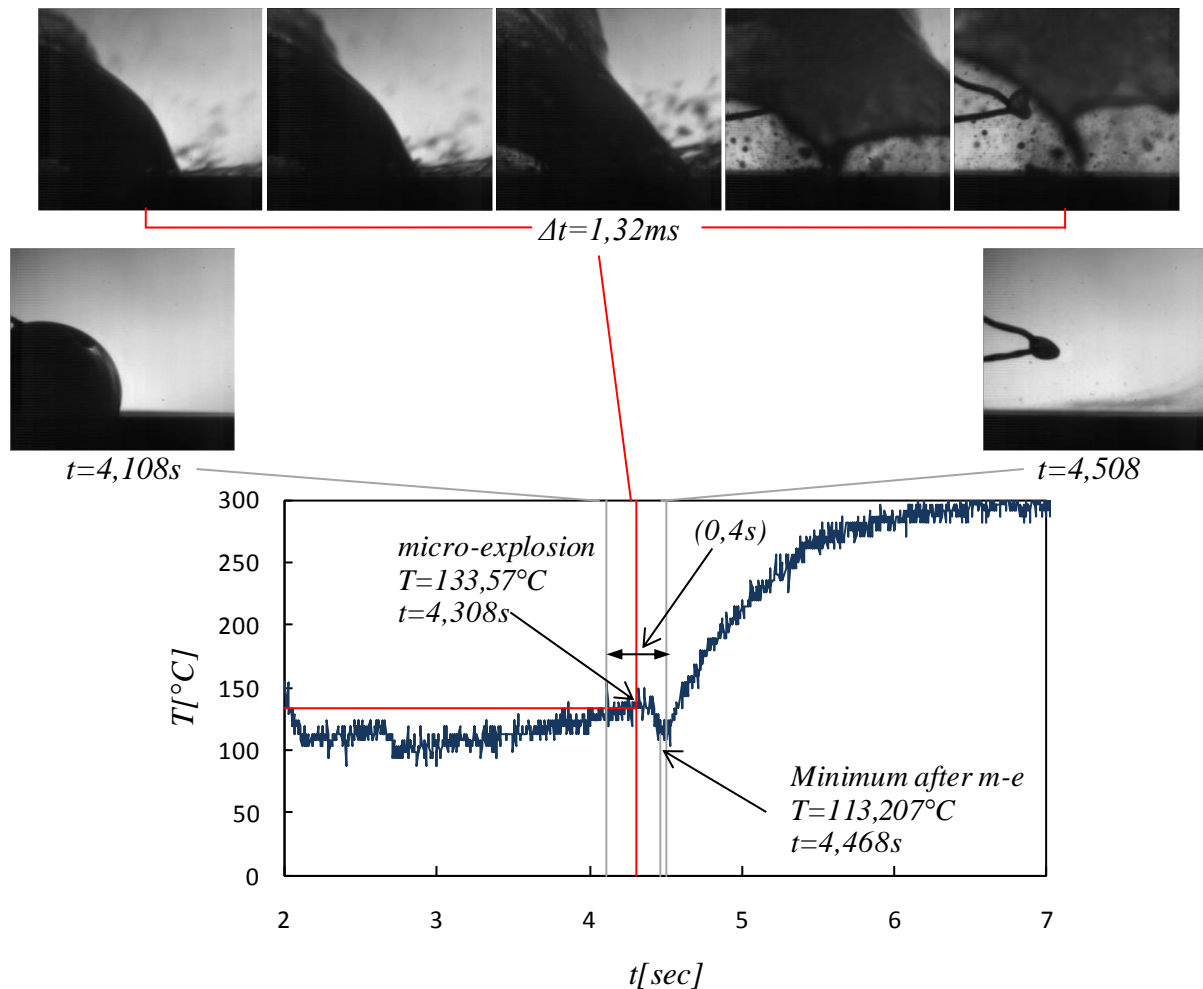 Δt=1,32ms
t=4,108s
t=4,508
300
250
200
150
100
50
0
T[°C]
micro-explosion
T=133,57°C
t=4,308s
(0,4s)
Minimum after m-e
T=113,207°C
t=4,468s
2 3 4 5 6 7
t[sec]